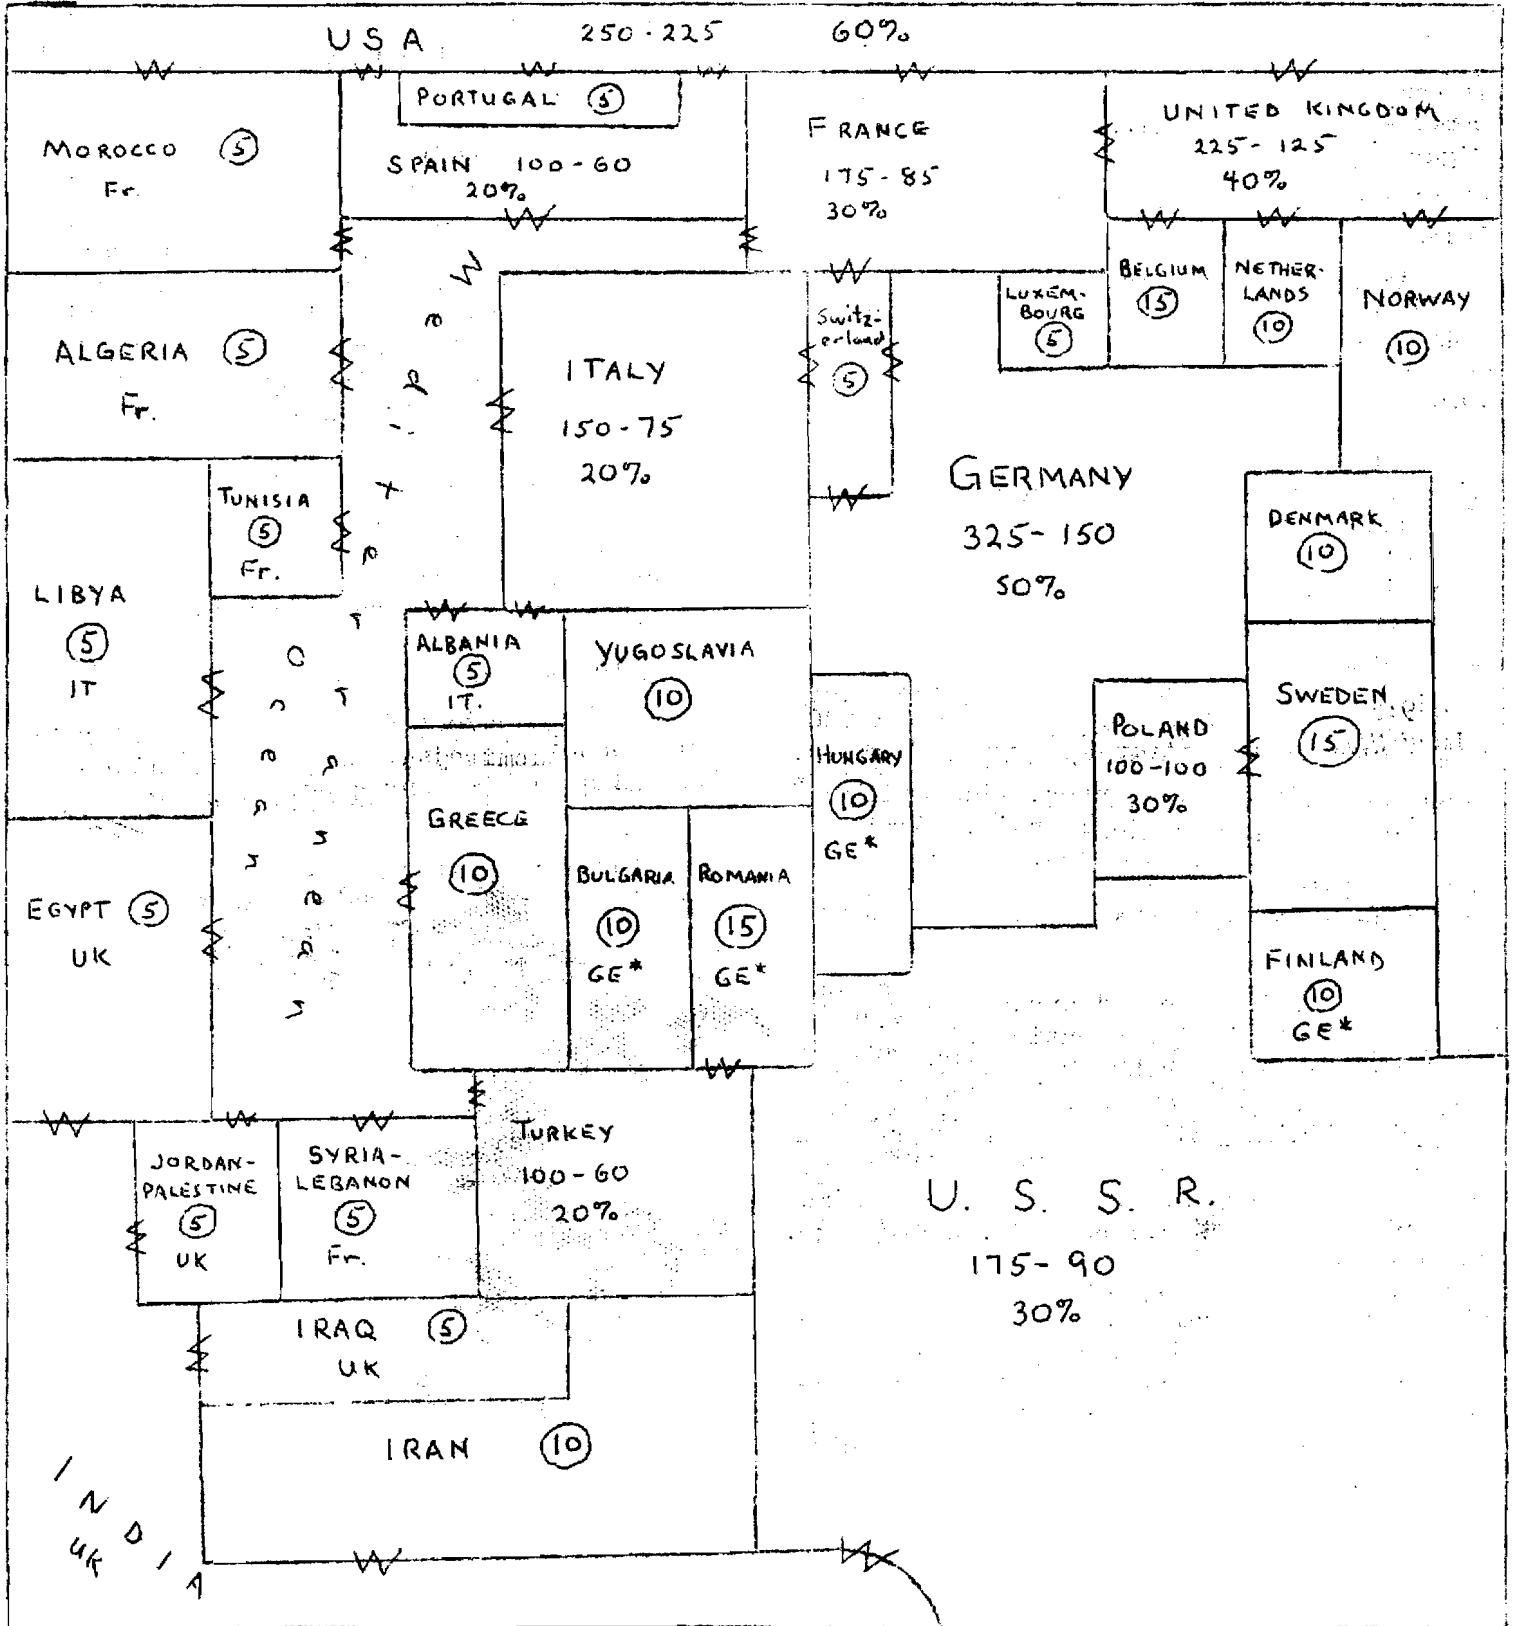 USA 250-225 60%
PORTUGAL 5
MOROCCO 5
Fr.
SPAIN 100-60
20%
FRANCE
175-85
30%
UNITED KINGDOM
225-125
40%
ALGERIA 5
Fr.
Mediterranean
Ocean
ITALY
150-75
20%
Switz-
erland
5
LUXEM-
BOURG
5
BELGIUM
15
NETHER-
LANDS
10
NORWAY
10
GERMANY
325-150
50%
TUNISIA
5
Fr.
LIBYA
5
IT
DENMARK
10
ALBANIA
5
IT.
YUGOSLAVIA
10
HUNGARY
10
GE*
POLAND
100-100
30%
SWEDEN
15
GREECE
10
BULGARIA
10
GE*
ROMANIA
15
GE*
EGYPT 5
UK
FINLAND
10
GE*
JORDAN-
PALESTINE
5
UK
SYRIA-
LEBANON
5
Fr.
TURKEY
100-60
20%
U. S. S. R.
175-90
30%
IRAQ 5
UK
IRAN 10
INDIA
UK